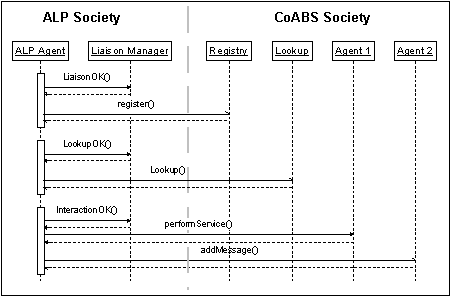 ALP Society CoABS Society
ALP Agent Liaison Manager Registry Lookup Agent 1 Agent 2
LiaisonOK()
register()
LookupOK()
Lookup()
InteractionOK()
performService()
addMessage()